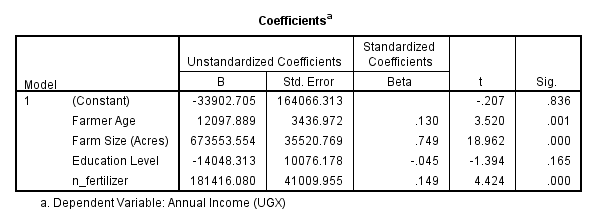 Coefficientsa
Unstandardized Coefficients Standardized Coefficients
Model B Std. Error Beta t Sig.
1 (Constant) -33902.705 164066.313 -.207 .836
Farmer Age 12097.889 3436.972 .130 3.520 .001
Farm Size (Acres) 673553.554 35520.769 .749 18.962 .000
Education Level -14048.313 10076.178 -.045 -1.394 .165
n_fertilizer 181416.080 41009.955 .149 4.424 .000
a. Dependent Variable: Annual Income (UGX)